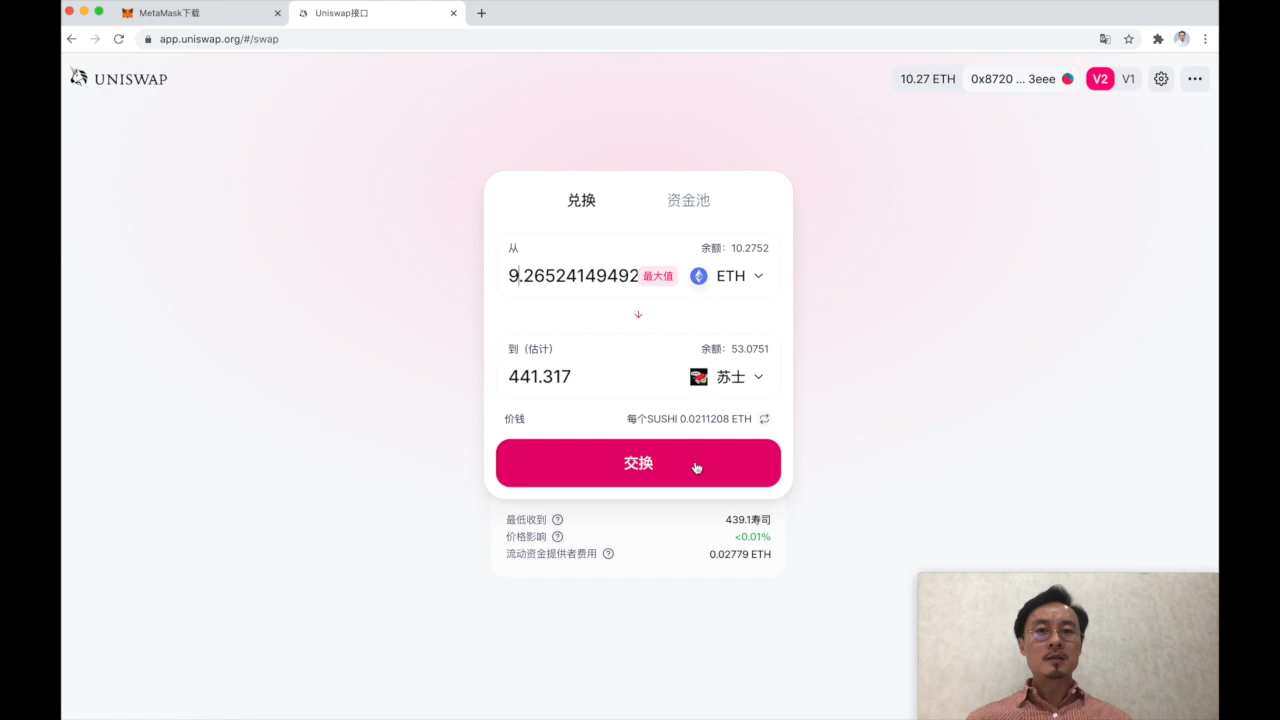 MetaMask下载
Uniswap接口
app.uniswap.org/#/swap
UNISWAP
10.27 ETH
0x8720 ... 3eee
V2
V1
兑换
资金池
从
余额：10.2752
9.26524149492
最大值
ETH
到（估计）
余额：53.0751
441.317
苏士
价钱
每个SUSHI 0.0211208 ETH
交换
最低收到
439.1寿司
价格影响
<0.01%
流动资金提供者费用
0.02779 ETH